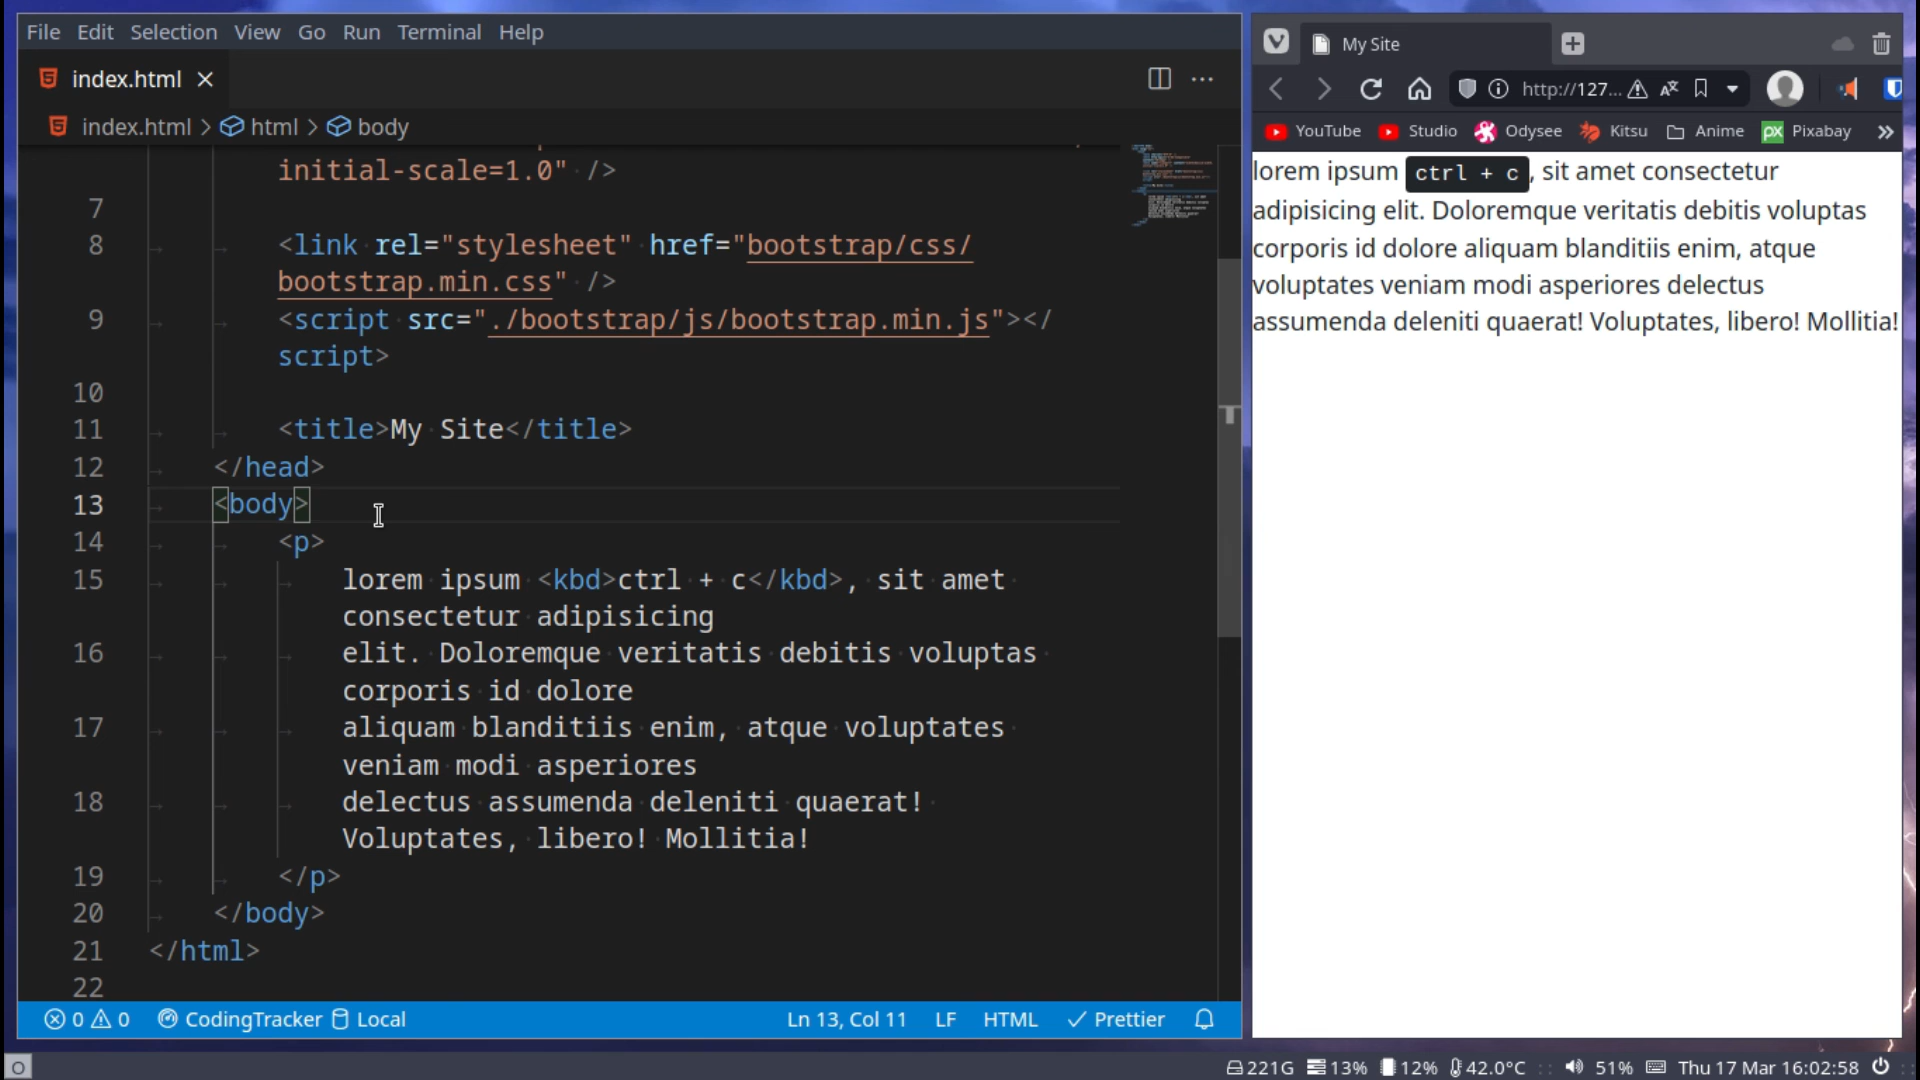 File Edit Selection View Go Run Terminal Help
index.html
index.html > html > body
initial-scale=1.0" />
7
8 <link rel="stylesheet" href="bootstrap/css/
bootstrap.min.css" />
9 <script src="./bootstrap/js/bootstrap.min.js"></
script>
10
11 <title>My Site</title>
12 </head>
13 <body>
14 <p>
15 lorem ipsum <kbd>ctrl + c</kbd>, sit amet
consectetur adipisicing
16 elit. Doloremque veritatis debitis voluptas
corporis id dolore
17 aliquam blanditiis enim, atque voluptates
veniam modi asperiores
18 delectus assumenda deleniti quaerat!
Voluptates, libero! Mollitia!
19 </p>
20 </body>
21 </html>
22
0 0 CodingTracker Local Ln 13, Col 11 LF HTML Prettier
My Site
http://127...
YouTube Studio Odysee Kitsu Anime px Pixabay »
lorem ipsum ctrl + c, sit amet consectetur
adipisicing elit. Doloremque veritatis debitis voluptas
corporis id dolore aliquam blanditiis enim, atque
voluptates veniam modi asperiores delectus
assumenda deleniti quaerat! Voluptates, libero! Mollitia!
221G 13% 12% 42.0°C 51% Thu 17 Mar 16:02:58